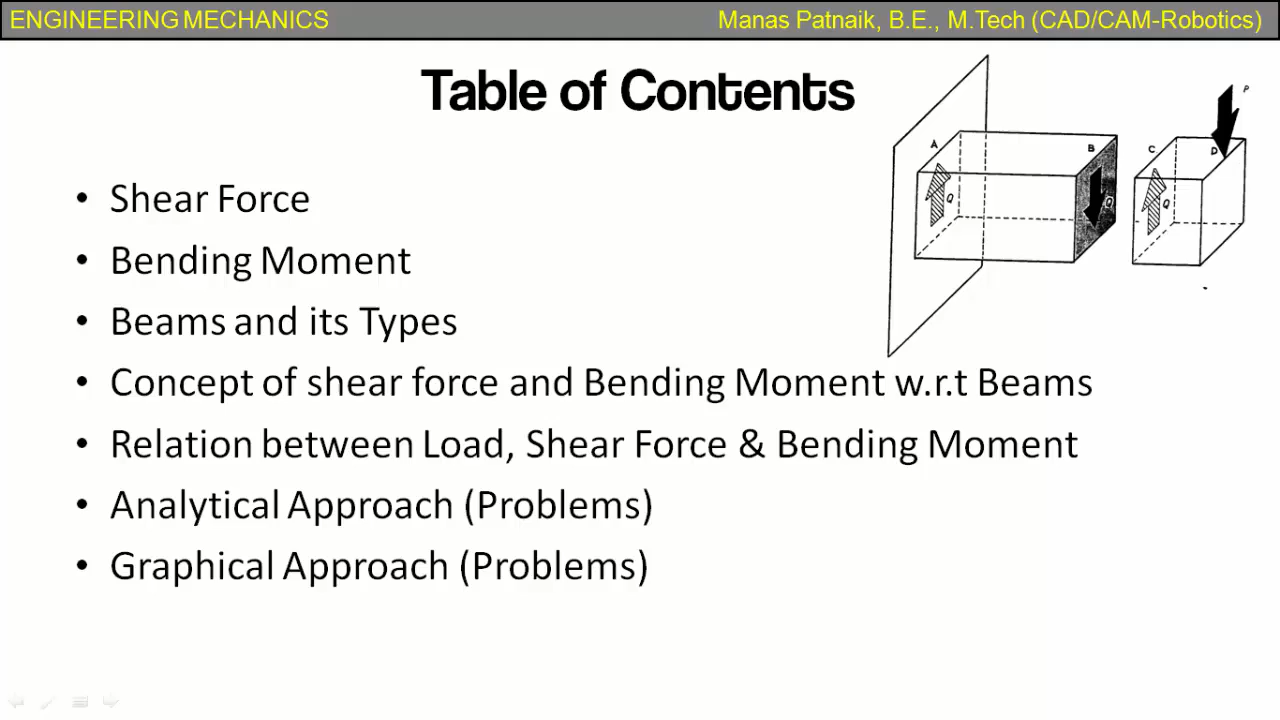 ENGINEERING MECHANICS
Manas Patnaik, B.E., M.Tech (CAD/CAM-Robotics)
Table of Contents
• Shear Force
• Bending Moment
• Beams and its Types
• Concept of shear force and Bending Moment w.r.t Beams
• Relation between Load, Shear Force & Bending Moment
• Analytical Approach (Problems)
• Graphical Approach (Problems)
P
A
B
C
D
Q
Q
Q